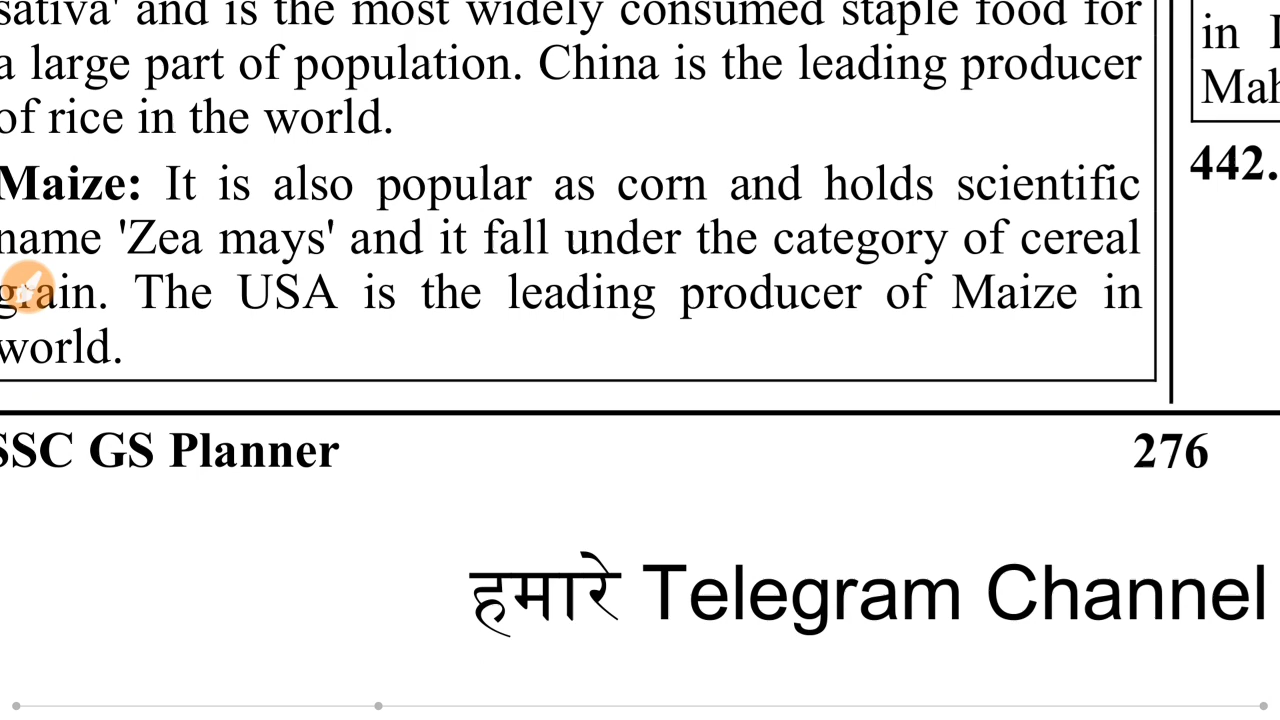 sativa' and is the most widely consumed staple food for
a large part of population. China is the leading producer
of rice in the world.
Maize: It is also popular as corn and holds scientific
name 'Zea mays' and it fall under the category of cereal
grain. The USA is the leading producer of Maize in
world.
in
Mah
442.
SSC GS Planner
276
हमारे Telegram Channel